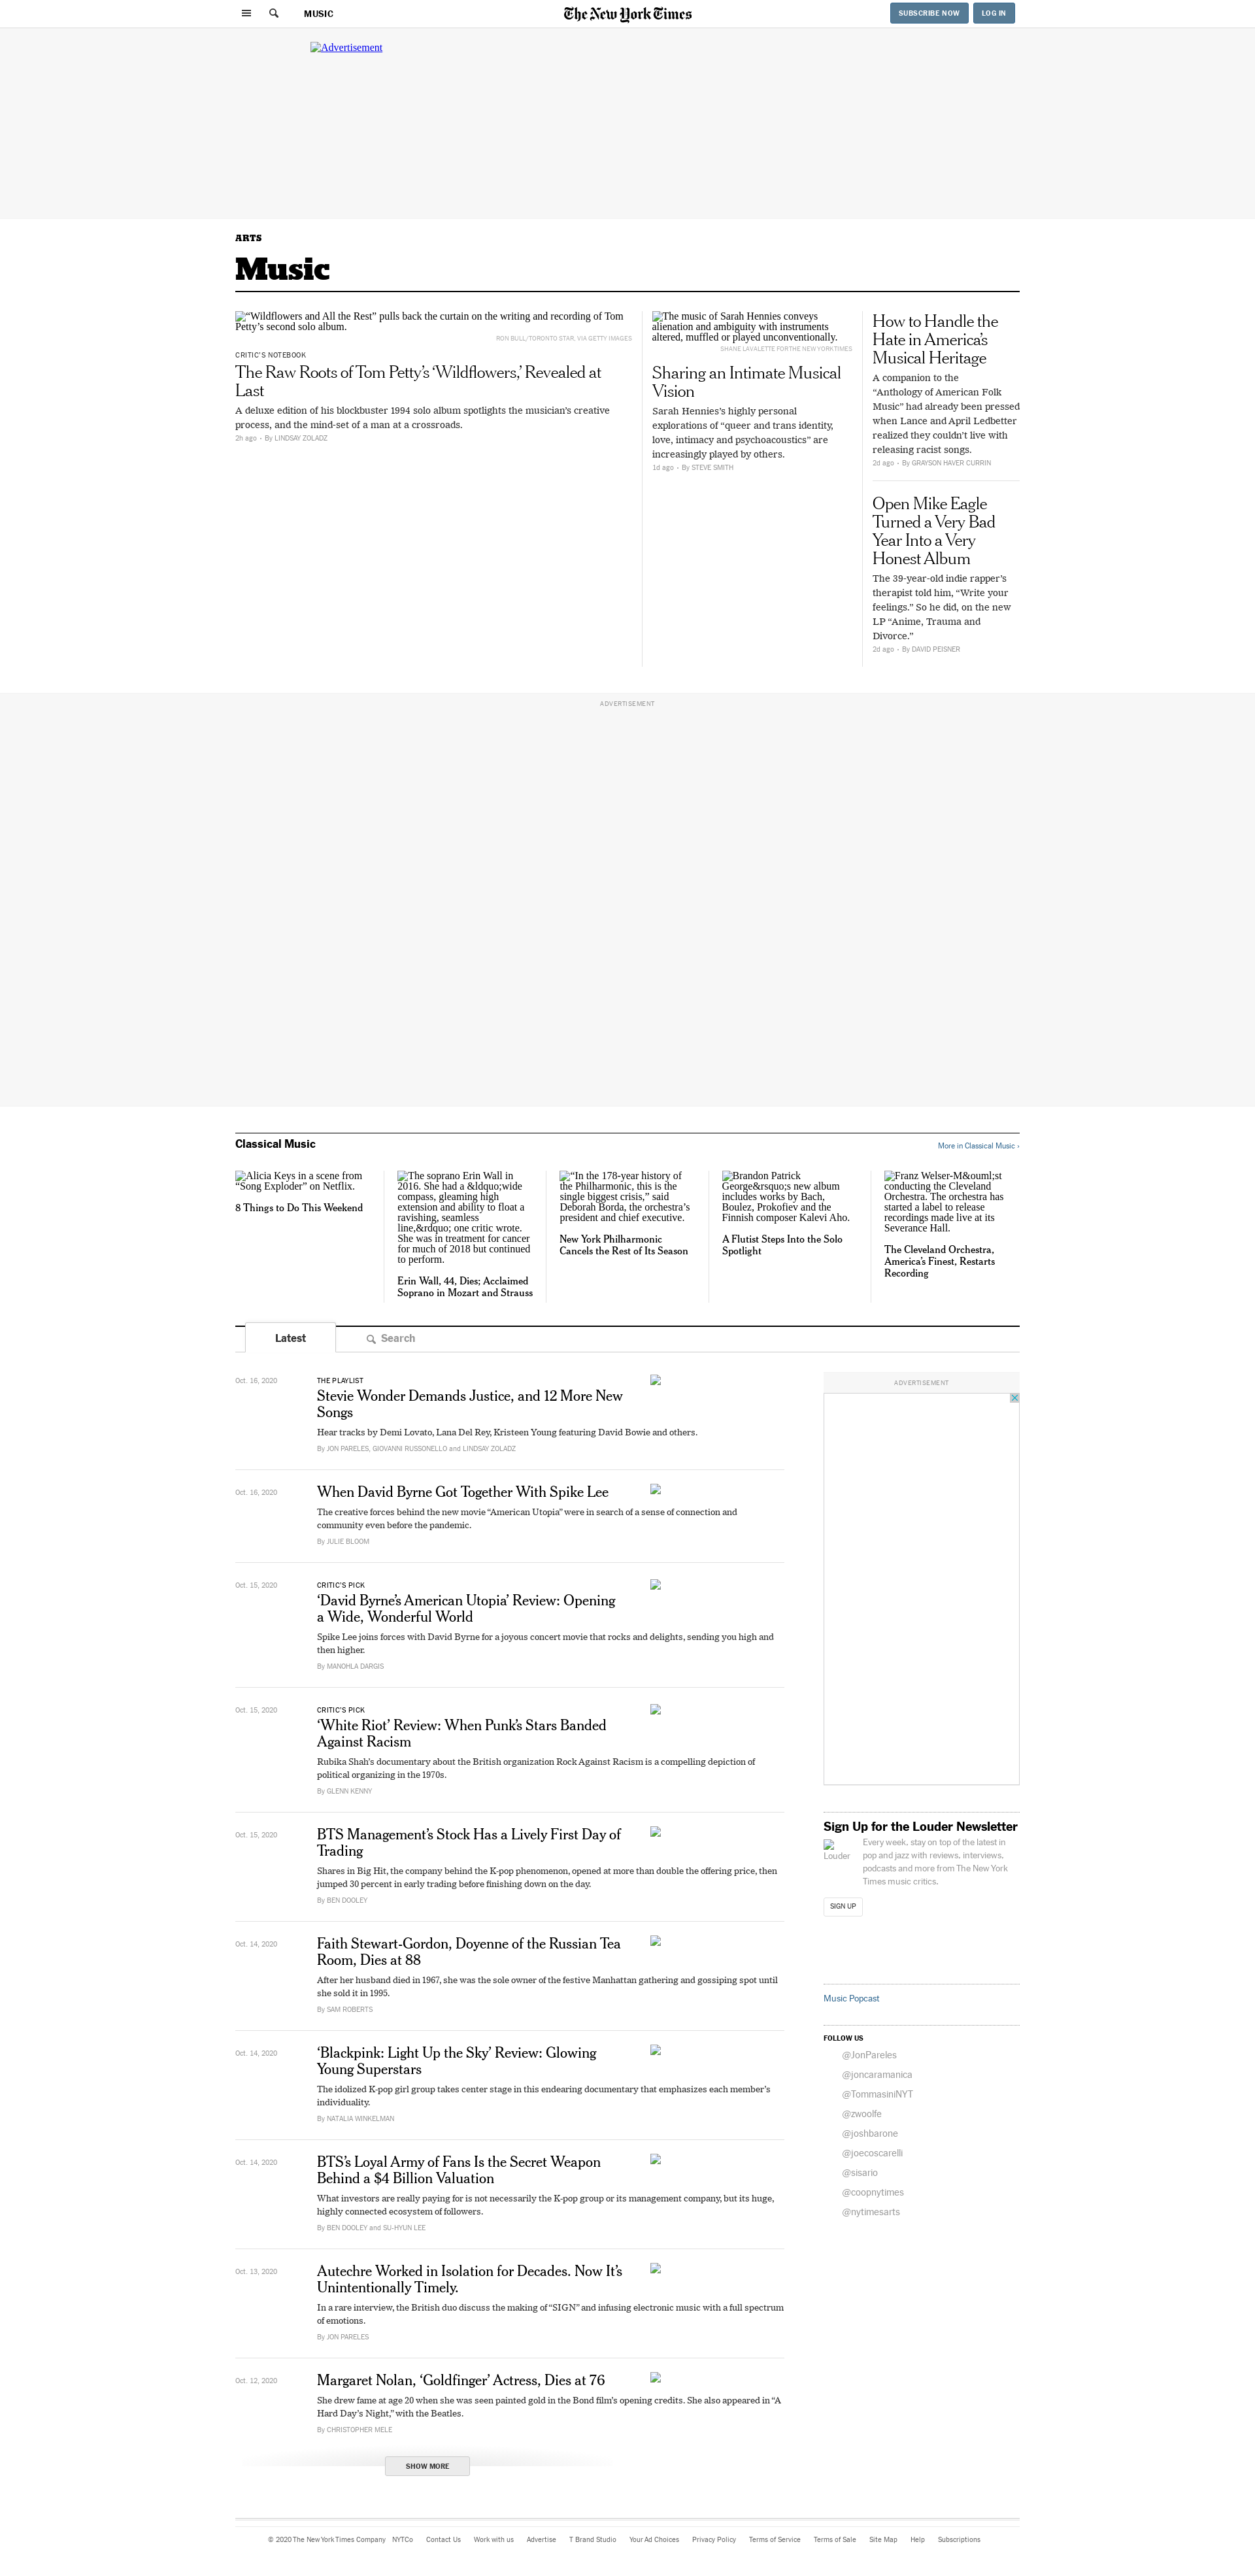 MUSIC
The New York Times
SUBSCRIBE NOW
LOG IN
Advertisement
ARTS
Music
“Wildflowers and All the Rest” pulls back the curtain on the writing and recording of Tom
Petty’s second solo album.
RON BULL/TORONTO STAR, VIA GETTY IMAGES
CRITIC’S NOTEBOOK
The Raw Roots of Tom Petty’s ‘Wildflowers,’ Revealed at
Last
A deluxe edition of his blockbuster 1994 solo album spotlights the musician’s creative
process, and the mind-set of a man at a crossroads.
2h ago - By LINDSAY ZOLADZ
The music of Sarah Hennies conveys
alienation and ambiguity with instruments
altered, muffled or played unconventionally.
SHANE LAVALETTE FOR THE NEW YORK TIMES
Sharing an Intimate Musical
Vision
Sarah Hennies’s highly personal
explorations of “queer and trans identity,
love, intimacy and psychoacoustics” are
increasingly played by others.
1d ago - By STEVE SMITH
How to Handle the
Hate in America’s
Musical Heritage
A companion to the
“Anthology of American Folk
Music” had already been pressed
when Lance and April Ledbetter
realized they couldn’t live with
releasing racist songs.
2d ago - By GRAYSON HAVER CURRIN
Open Mike Eagle
Turned a Very Bad
Year Into a Very
Honest Album
The 39-year-old indie rapper’s
therapist told him, “Write your
feelings.” So he did, on the new
LP “Anime, Trauma and
Divorce.”
2d ago - By DAVID PEISNER
ADVERTISEMENT
Classical Music
More in Classical Music ›
Alicia Keys in a scene from
“Song Exploder” on Netflix.
8 Things to Do This Weekend
The soprano Erin Wall in
2016. She had a &ldquo;wide
compass, gleaming high
extension and ability to float a
ravishing, seamless
line,&rdquo; one critic wrote.
She was in treatment for cancer
for much of 2018 but continued
to perform.
Erin Wall, 44, Dies; Acclaimed
Soprano in Mozart and Strauss
“In the 178-year history of
the Philharmonic, this is the
single biggest crisis,” said
Deborah Borda, the orchestra’s
president and chief executive.
New York Philharmonic
Cancels the Rest of Its Season
Brandon Patrick
George&rsquo;s new album
includes works by Bach,
Boulez, Prokofiev and the
Finnish composer Kalevi Aho.
A Flutist Steps Into the Solo
Spotlight
Franz Welser-M&ouml;st
conducting the Cleveland
Orchestra. The orchestra has
started a label to release
recordings made live at its
Severance Hall.
The Cleveland Orchestra,
America’s Finest, Restarts
Recording
Latest
Search
Oct. 16, 2020
THE PLAYLIST
Stevie Wonder Demands Justice, and 12 More New
Songs
Hear tracks by Demi Lovato, Lana Del Rey, Kristeen Young featuring David Bowie and others.
By JON PARELES, GIOVANNI RUSSONELLO and LINDSAY ZOLADZ
Oct. 16, 2020
When David Byrne Got Together With Spike Lee
The creative forces behind the new movie “American Utopia” were in search of a sense of connection and
community even before the pandemic.
By JULIE BLOOM
Oct. 15, 2020
CRITIC’S PICK
‘David Byrne’s American Utopia’ Review: Opening
a Wide, Wonderful World
Spike Lee joins forces with David Byrne for a joyous concert movie that rocks and delights, sending you high and
then higher.
By MANOHLA DARGIS
Oct. 15, 2020
CRITIC’S PICK
‘White Riot’ Review: When Punk’s Stars Banded
Against Racism
Rubika Shah’s documentary about the British organization Rock Against Racism is a compelling depiction of
political organizing in the 1970s.
By GLENN KENNY
Oct. 15, 2020
BTS Management’s Stock Has a Lively First Day of
Trading
Shares in Big Hit, the company behind the K-pop phenomenon, opened at more than double the offering price, then
jumped 30 percent in early trading before finishing down on the day.
By BEN DOOLEY
Oct. 14, 2020
Faith Stewart-Gordon, Doyenne of the Russian Tea
Room, Dies at 88
After her husband died in 1967, she was the sole owner of the festive Manhattan gathering and gossiping spot until
she sold it in 1995.
By SAM ROBERTS
Oct. 14, 2020
‘Blackpink: Light Up the Sky’ Review: Glowing
Young Superstars
The idolized K-pop girl group takes center stage in this endearing documentary that emphasizes each member’s
individuality.
By NATALIA WINKELMAN
Oct. 14, 2020
BTS’s Loyal Army of Fans Is the Secret Weapon
Behind a $4 Billion Valuation
What investors are really paying for is not necessarily the K-pop group or its management company, but its huge,
highly connected ecosystem of followers.
By BEN DOOLEY and SU-HYUN LEE
Oct. 13, 2020
Autechre Worked in Isolation for Decades. Now It’s
Unintentionally Timely.
In a rare interview, the British duo discuss the making of “SIGN” and infusing electronic music with a full spectrum
of emotions.
By JON PARELES
Oct. 12, 2020
Margaret Nolan, ‘Goldfinger’ Actress, Dies at 76
She drew fame at age 20 when she was seen painted gold in the Bond film’s opening credits. She also appeared in “A
Hard Day’s Night,” with the Beatles.
By CHRISTOPHER MELE
SHOW MORE
ADVERTISEMENT
Sign Up for the Louder Newsletter
Louder
Every week, stay on top of the latest in
pop and jazz with reviews, interviews,
podcasts and more from The New York
Times music critics.
SIGN UP
Music Popcast
FOLLOW US
@JonPareles
@joncaramanica
@TommasiniNYT
@zwoolfe
@joshbarone
@joecoscarelli
@sisario
@coopnytimes
@nytimesarts
© 2020 The New York Times Company NYTCo Contact Us Work with us Advertise T Brand Studio Your Ad Choices Privacy Policy Terms of Service Terms of Sale Site Map Help Subscriptions